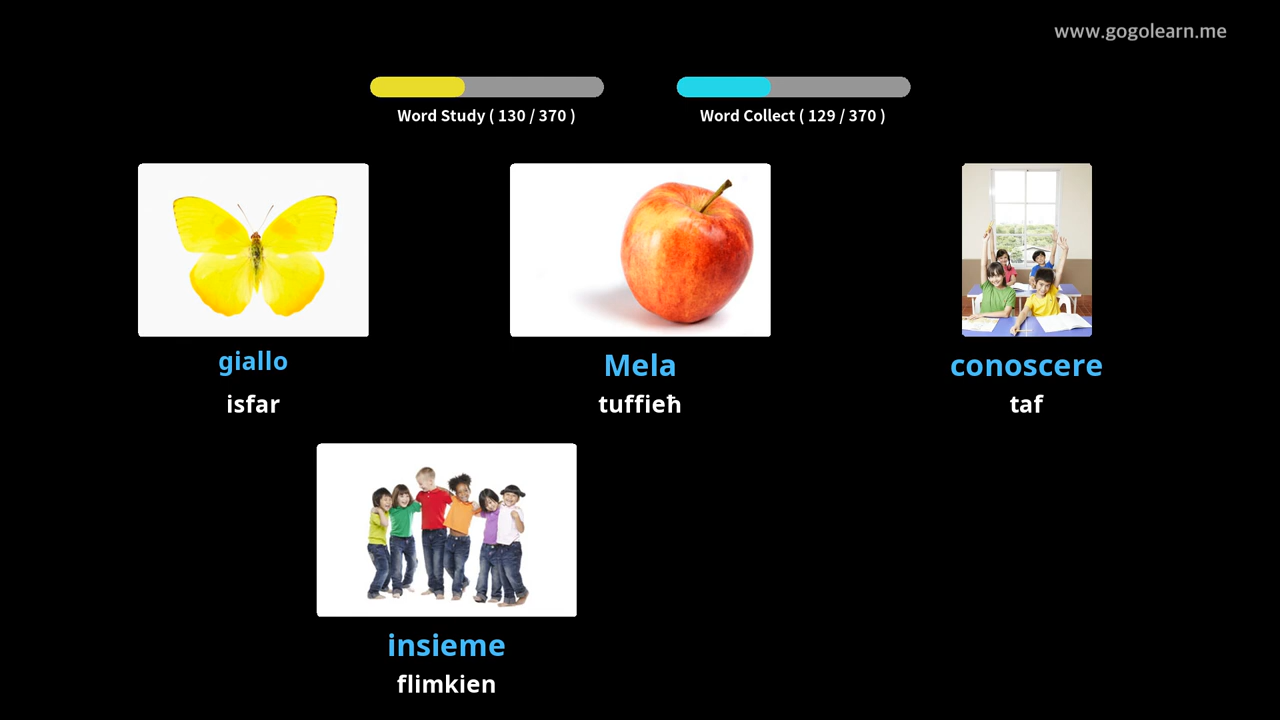 www.gogolearn.me
Word Study ( 130 / 370 )
Word Collect ( 129 / 370 )
giallo
isfar
Mela
tuffieħ
conoscere
taf
insieme
flimkien